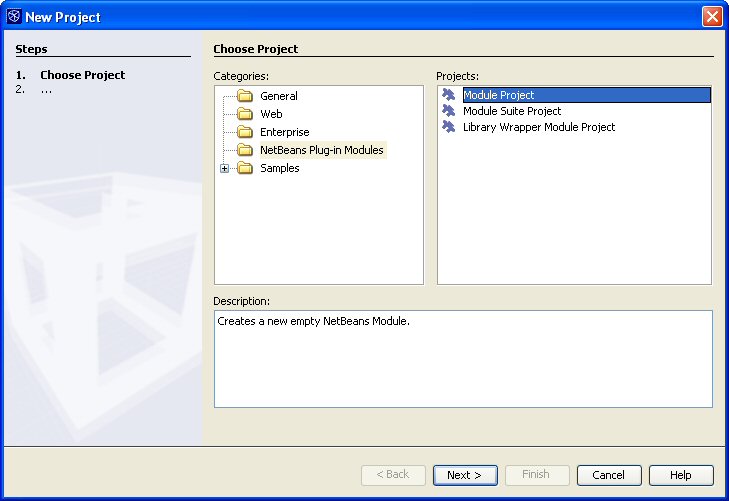 New Project
Steps
1. Choose Project
2. ...
Choose Project
Categories:
General
Web
Enterprise
NetBeans Plug-in Modules
Samples
Projects:
Module Project
Module Suite Project
Library Wrapper Module Project
Description:
Creates a new empty NetBeans Module.
< Back
Next >
Finish
Cancel
Help